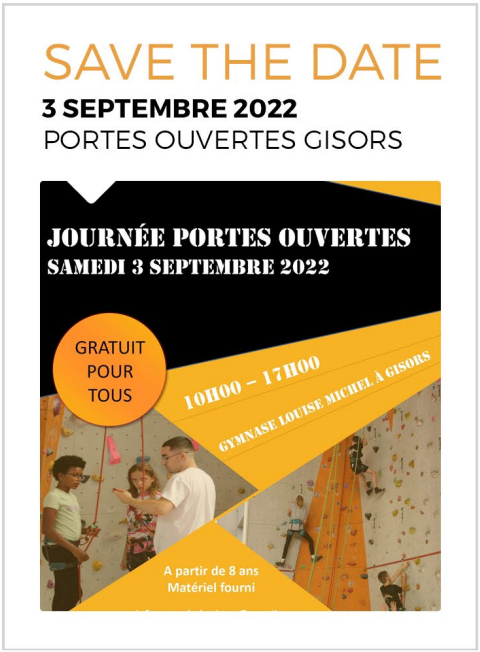 SAVE THE DATE
3 SEPTEMBRE 2022
PORTES OUVERTES GISORS
JOURNÉE PORTES OUVERTES
SAMEDI 3 SEPTEMBRE 2022
GRATUIT
POUR
TOUS
10H00 – 17H00
GYMNASE LOUISE MICHEL À GISORS
A partir de 8 ans
Matériel fourni